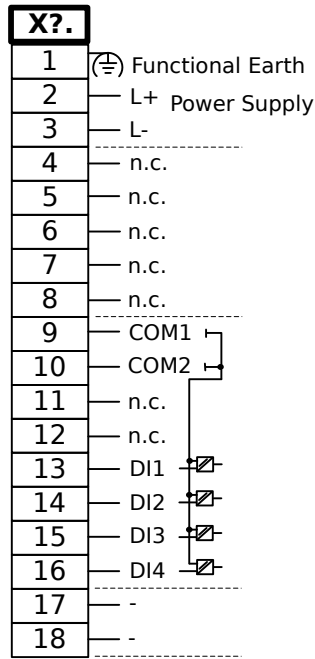 X?.
1 Functional Earth
2 L+ Power Supply
3 L-
4 n.c.
5 n.c.
6 n.c.
7 n.c.
8 n.c.
9 COM1
10 COM2
11 n.c.
12 n.c.
13 DI1
14 DI2
15 DI3
16 DI4
17 -
18 -